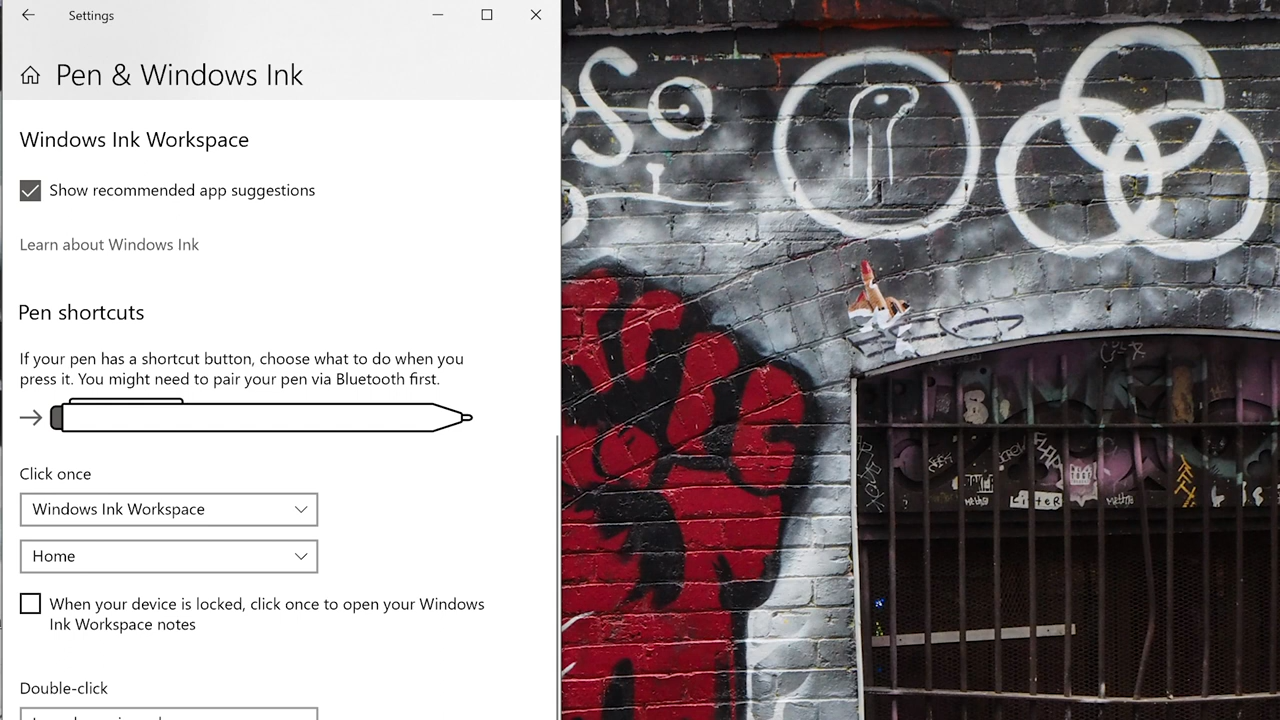 Settings
Pen & Windows Ink
Windows Ink Workspace
Show recommended app suggestions
Learn about Windows Ink
Pen shortcuts
If your pen has a shortcut button, choose what to do when you
press it. You might need to pair your pen via Bluetooth first.
Click once
Windows Ink Workspace
Home
When your device is locked, click once to open your Windows
Ink Workspace notes
Double-click